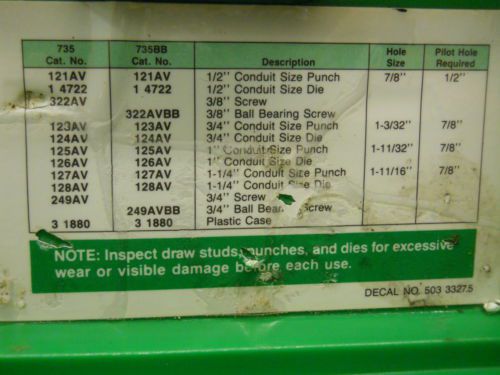 735 735BB Hole Pilot Hole
Cat. No. Cat. No. Description Size Required
121AV 121AV 1/2'' Conduit Size Punch 7/8'' 1/2''
1 4722 1 4722 1/2'' Conduit Size Die
322AV 3/8'' Screw
322AVBB 3/8'' Ball Bearing Screw
123AV 123AV 3/4'' Conduit Size Punch 1-3/32'' 7/8''
124AV 124AV 3/4'' Conduit Size Die
125AV 125AV 1'' Conduit Size Punch 1-11/32'' 7/8''
126AV 126AV 1'' Conduit Size Die
127AV 127AV 1-1/4'' Conduit Size Punch 1-11/16'' 7/8''
128AV 128AV 1-1/4'' Conduit Size Die
249AV 3/4'' Screw
249AVBB 3/4'' Ball Bearing Screw
3 1880 3 1880 Plastic Case
NOTE: Inspect draw studs, punches, and dies for excessive
wear or visible damage before each use.
DECAL NO. 503 3327.5